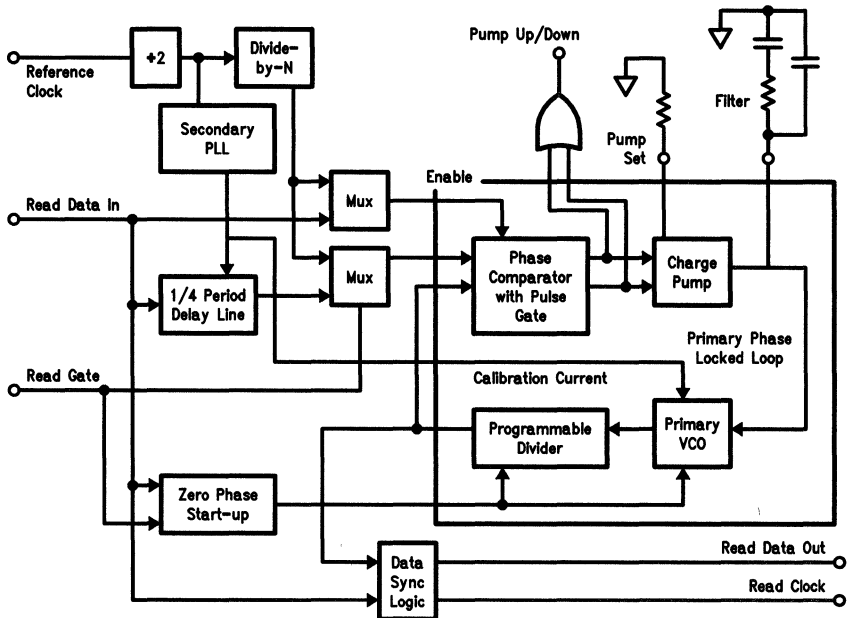 Pump Up/Down
+2
Divide-
by-N
Reference
Clock
Filter
Secondary
PLL
Pump
Set
Enable
Mux
Read Data In
Mux
Phase
Comparator
with Pulse
Gate
Charge
Pump
1/4 Period
Delay Line
Primary Phase
Locked Loop
Read Gate
Calibration Current
Programmable
Divider
Primary
VCO
Zero Phase
Start-up
Data
Sync
Logic
Read Data Out
Read Clock